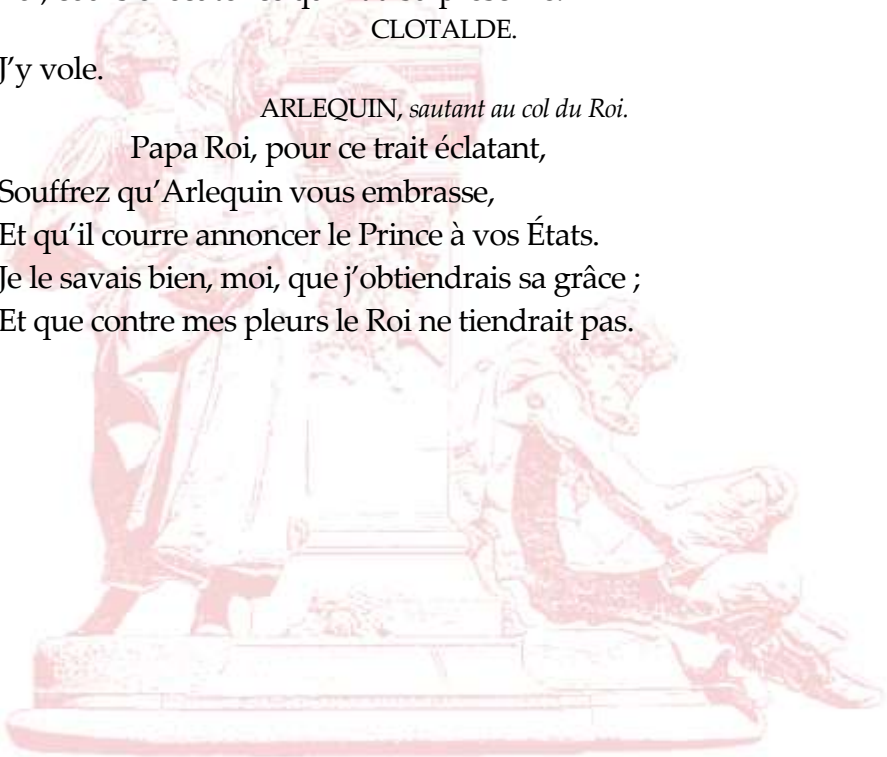 CLOTALDE.
J'y vole.
ARLEQUIN, sautant au col du Roi.
Papa Roi, pour ce trait éclatant,
Souffrez qu'Arlequin vous embrasse,
Et qu'il courre annoncer le Prince à vos États.
Je le savais bien, moi, que j'obtiendrais sa grâce ;
Et que contre mes pleurs le Roi ne tiendrait pas.